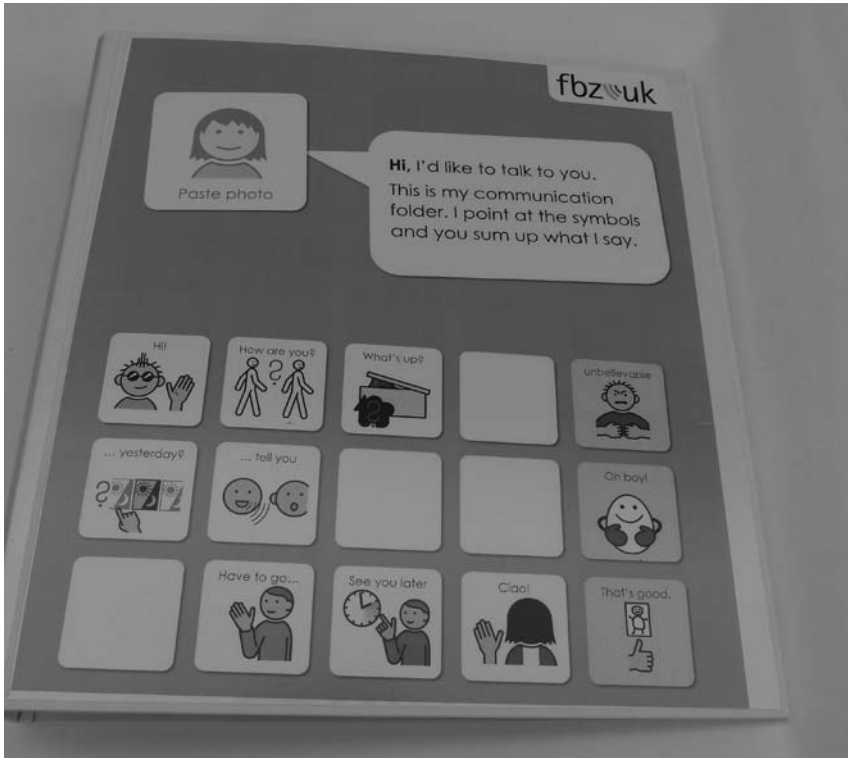 fbz uk
Paste photo
Hi, I'd like to talk to you.
This is my communication
folder. I point at the symbols
and you sum up what I say.
Hi!
How are you?
What's up?
unbelievable
... yesterday?
... tell you
Oh boy!
Have to go...
See you later
Ciao!
That's good.